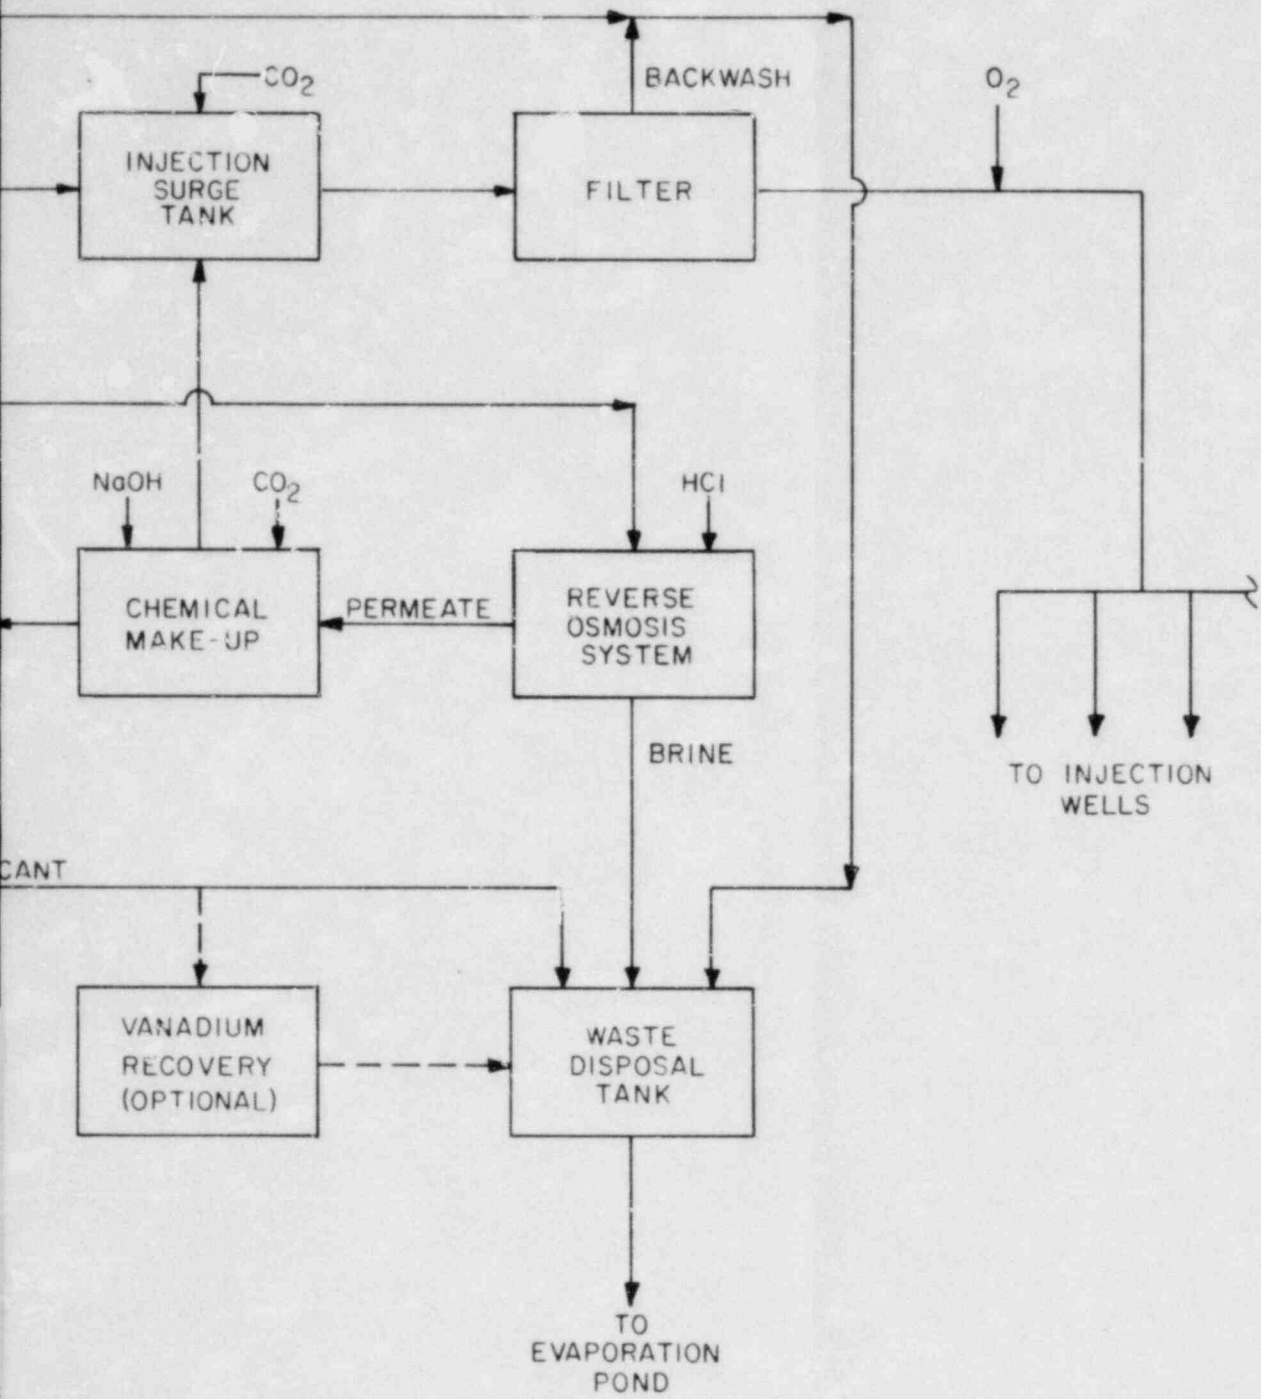 CO2
BACKWASH
O2
INJECTION
SURGE
TANK
FILTER
NaOH
CO2
HCl
CHEMICAL
MAKE-UP
PERMEATE
REVERSE
OSMOSIS
SYSTEM
BRINE
TO INJECTION
WELLS
CANT
VANADIUM
RECOVERY
(OPTIONAL)
WASTE
DISPOSAL
TANK
TO
EVAPORATION
POND